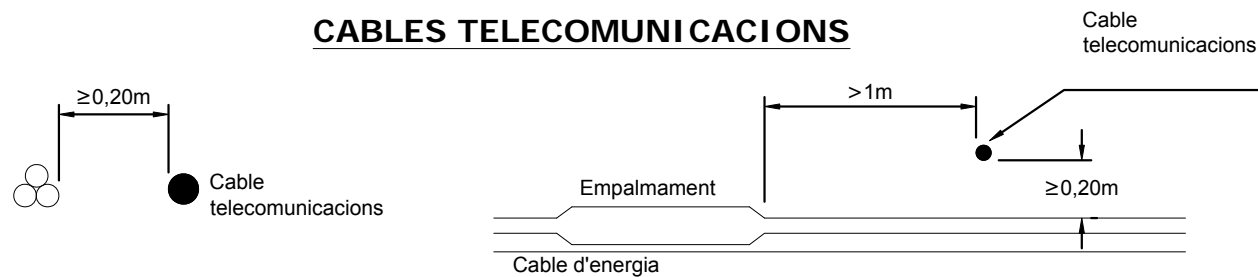 CABLES TELECOMUNICACIONS
≥0,20m
Cable
telecomunicacions
Cable
telecomunicacions
>1m
≥0,20m
Empalmament
Cable d'energia